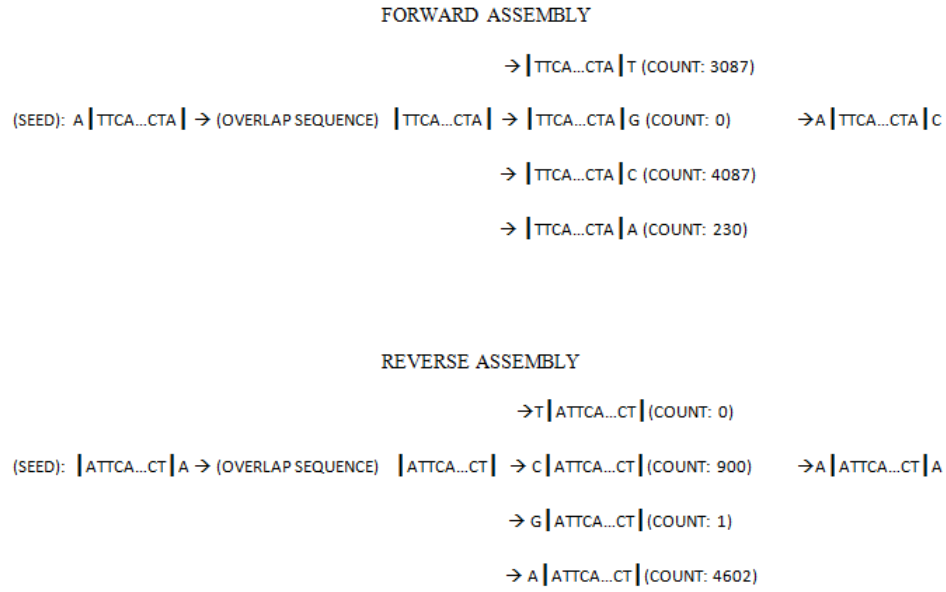 FORWARD ASSEMBLY
→ |TTCA...CTA|T (COUNT: 3087)
(SEED): A|TTCA...CTA| → (OVERLAP SEQUENCE) |TTCA...CTA| → |TTCA...CTA|G (COUNT: 0) →A|TTCA...CTA|C
→ |TTCA...CTA|C (COUNT: 4087)
→ |TTCA...CTA|A (COUNT: 230)
REVERSE ASSEMBLY
→T|ATTCA...CT|(COUNT: 0)
(SEED): |ATTCA...CT|A → (OVERLAP SEQUENCE) |ATTCA...CT| → C|ATTCA...CT|(COUNT: 900) →A|ATTCA...CT|A
→ G|ATTCA...CT|(COUNT: 1)
→ A|ATTCA...CT|(COUNT: 4602)